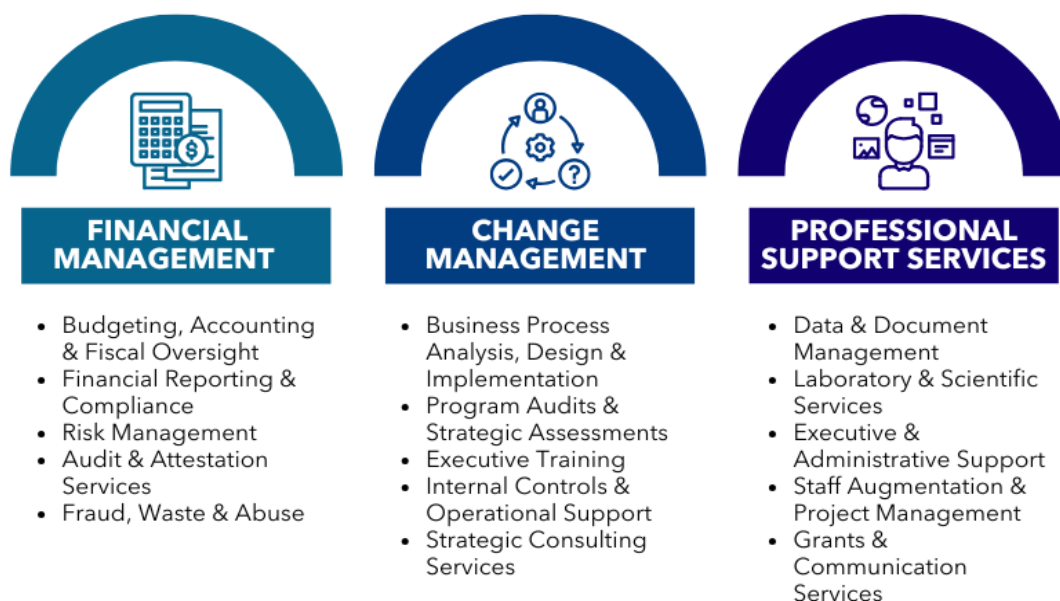 FINANCIAL
MANAGEMENT
• Budgeting, Accounting
& Fiscal Oversight
• Financial Reporting &
Compliance
• Risk Management
• Audit & Attestation
Services
• Fraud, Waste & Abuse
CHANGE
MANAGEMENT
• Business Process
Analysis, Design &
Implementation
• Program Audits &
Strategic Assessments
• Executive Training
• Internal Controls &
Operational Support
• Strategic Consulting
Services
PROFESSIONAL
SUPPORT SERVICES
• Data & Document
Management
• Laboratory & Scientific
Services
• Executive &
Administrative Support
• Staff Augmentation &
Project Management
• Grants &
Communication
Services